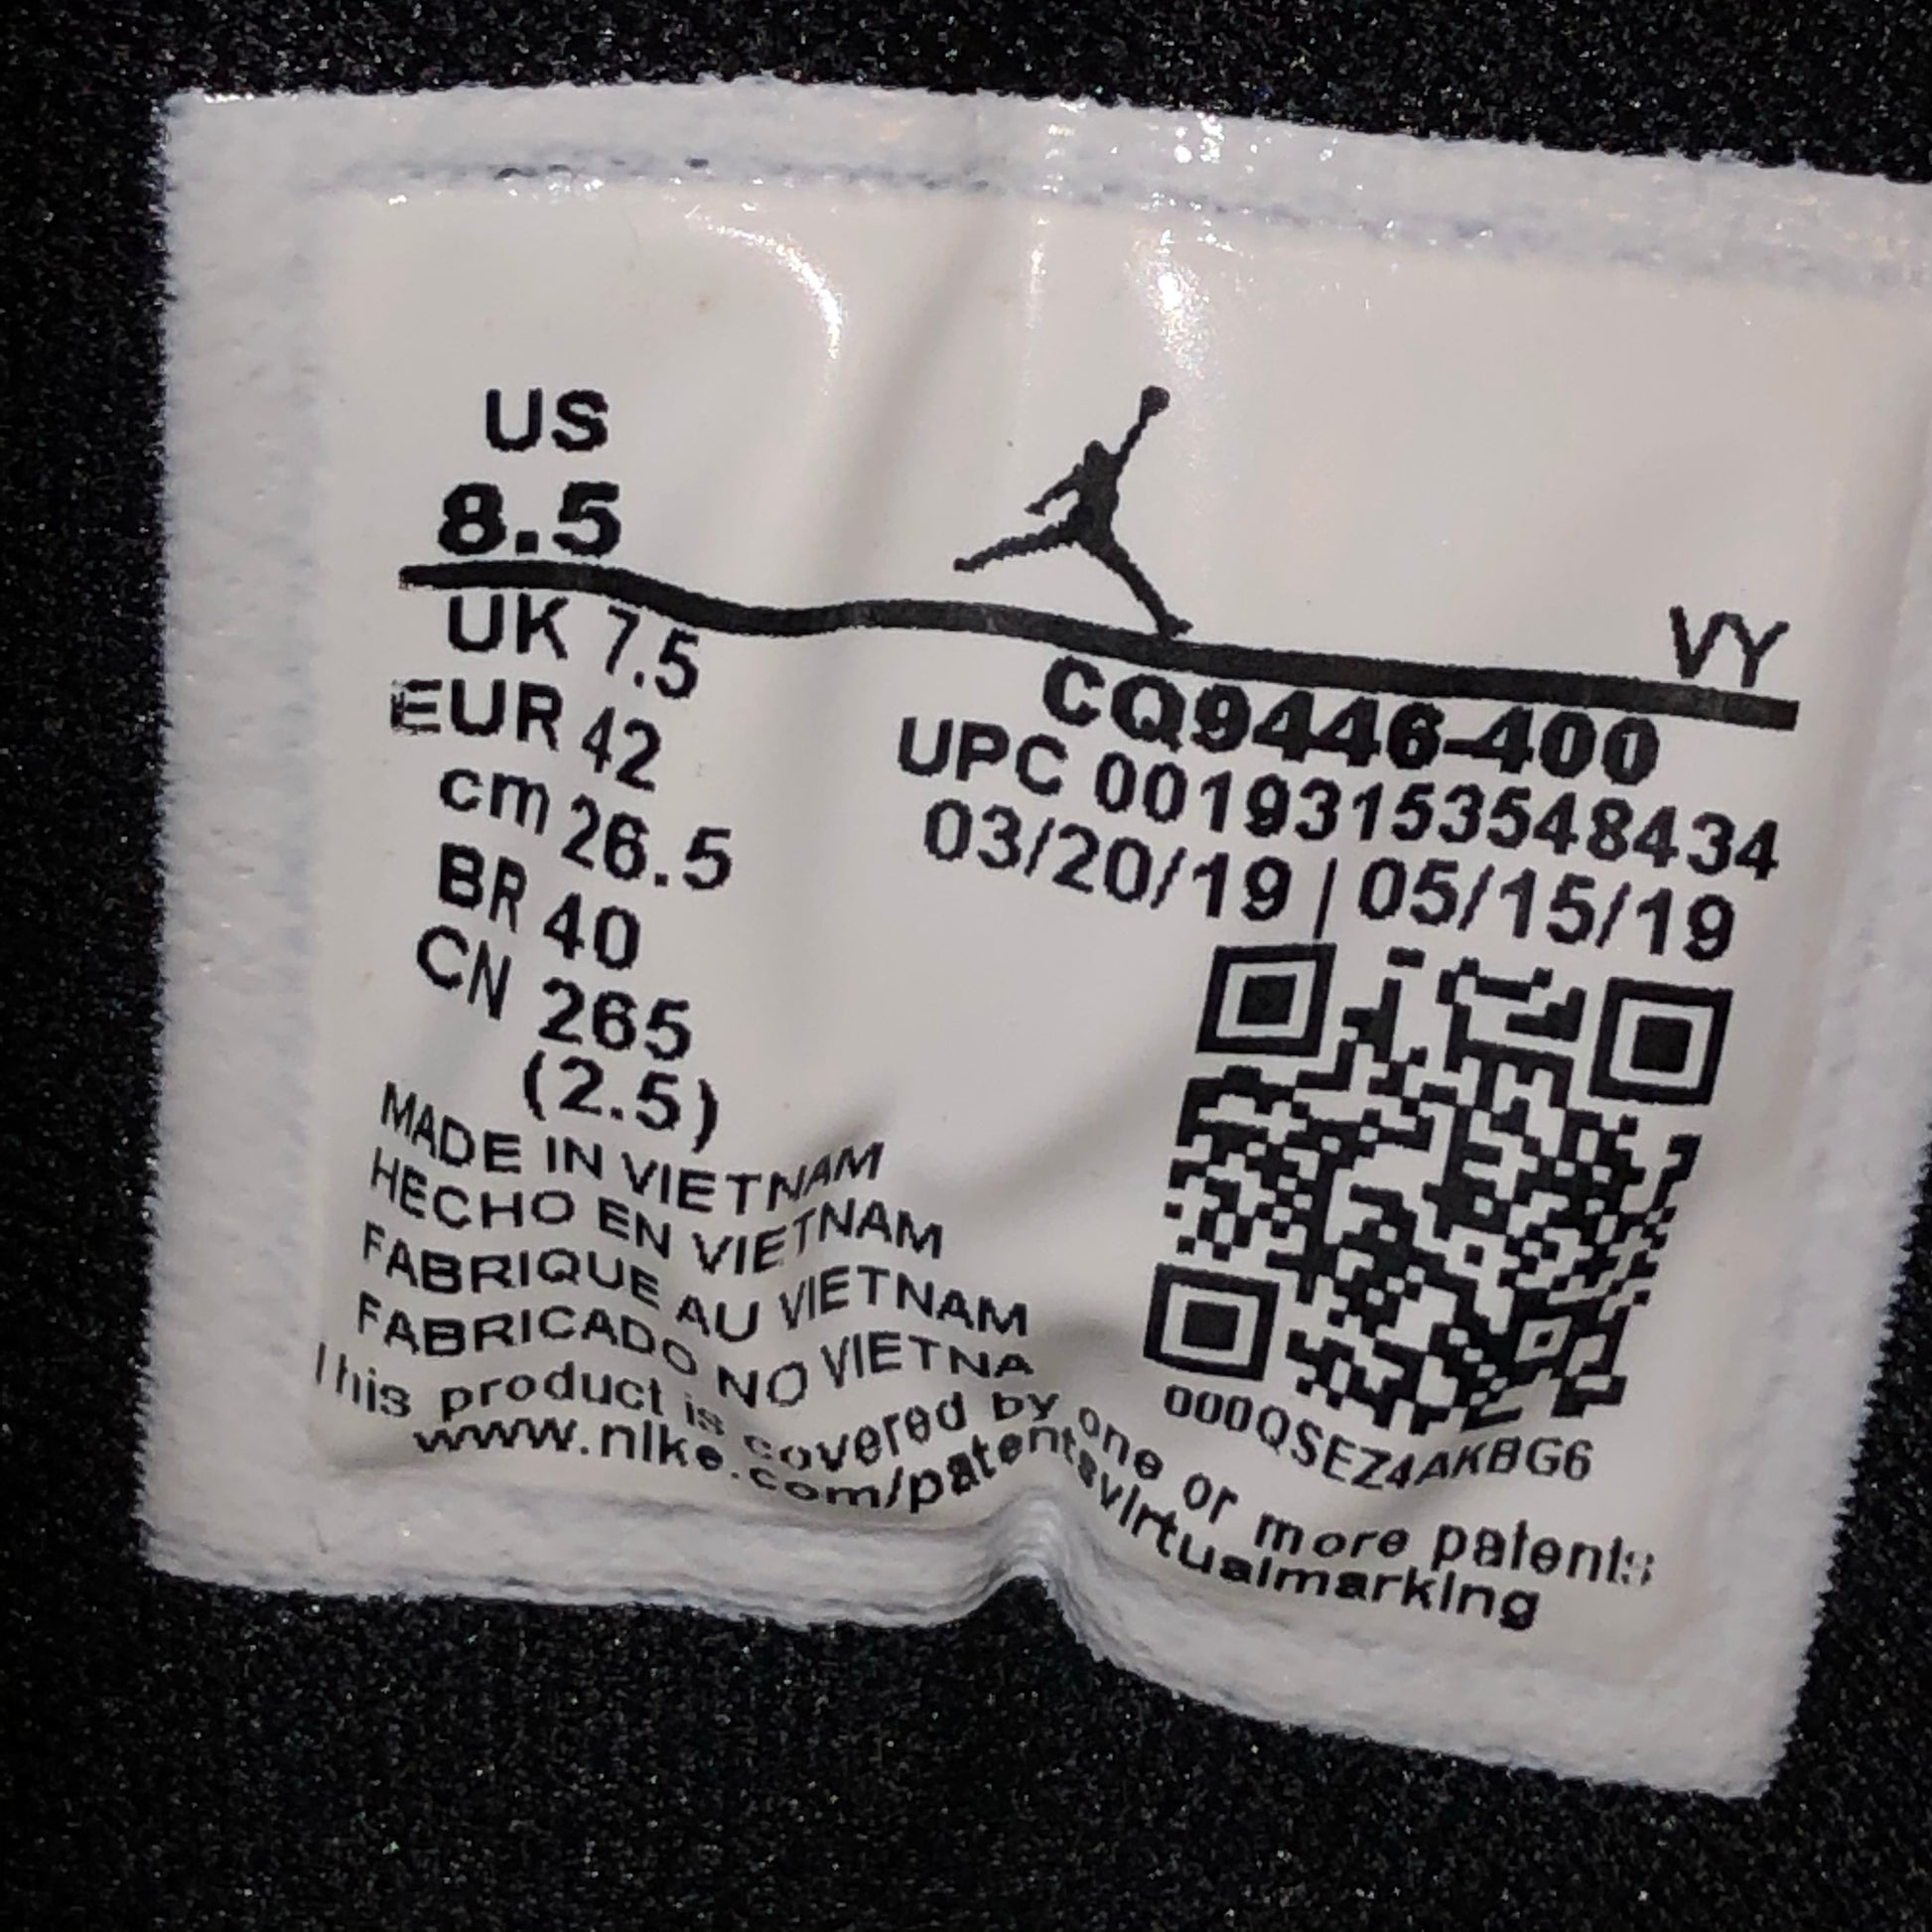 US
8.5
UK 7.5
EUR 42
cm 26.5
BR 40
CN 265
(2.5)
VY
CQ9446-400
UPC 00193153548434
03/20/19 | 05/15/19
000QSEZ4AKBG6
MADE IN VIETNAM
HECHO EN VIETNAM
FABRIQUE AU VIETNAM
FABRICADO NO VIETNA
This product is covered by one or more patents
www.nike.com/patentsvirtualmarking